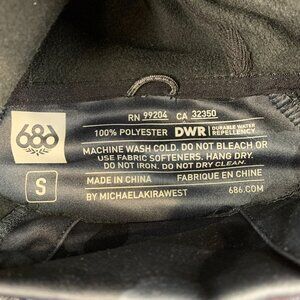 RN 99204 CA 32350
686
100% POLYESTER DWR DURABLE WATER REPELLENCY
MACHINE WASH COLD. DO NOT BLEACH OR
USE FABRIC SOFTENERS. HANG DRY.
DO NOT IRON. DO NOT DRY CLEAN.
S
MADE IN CHINA FABRIQUE EN CHINE
BY MICHAELAKIRAWEST 686.COM